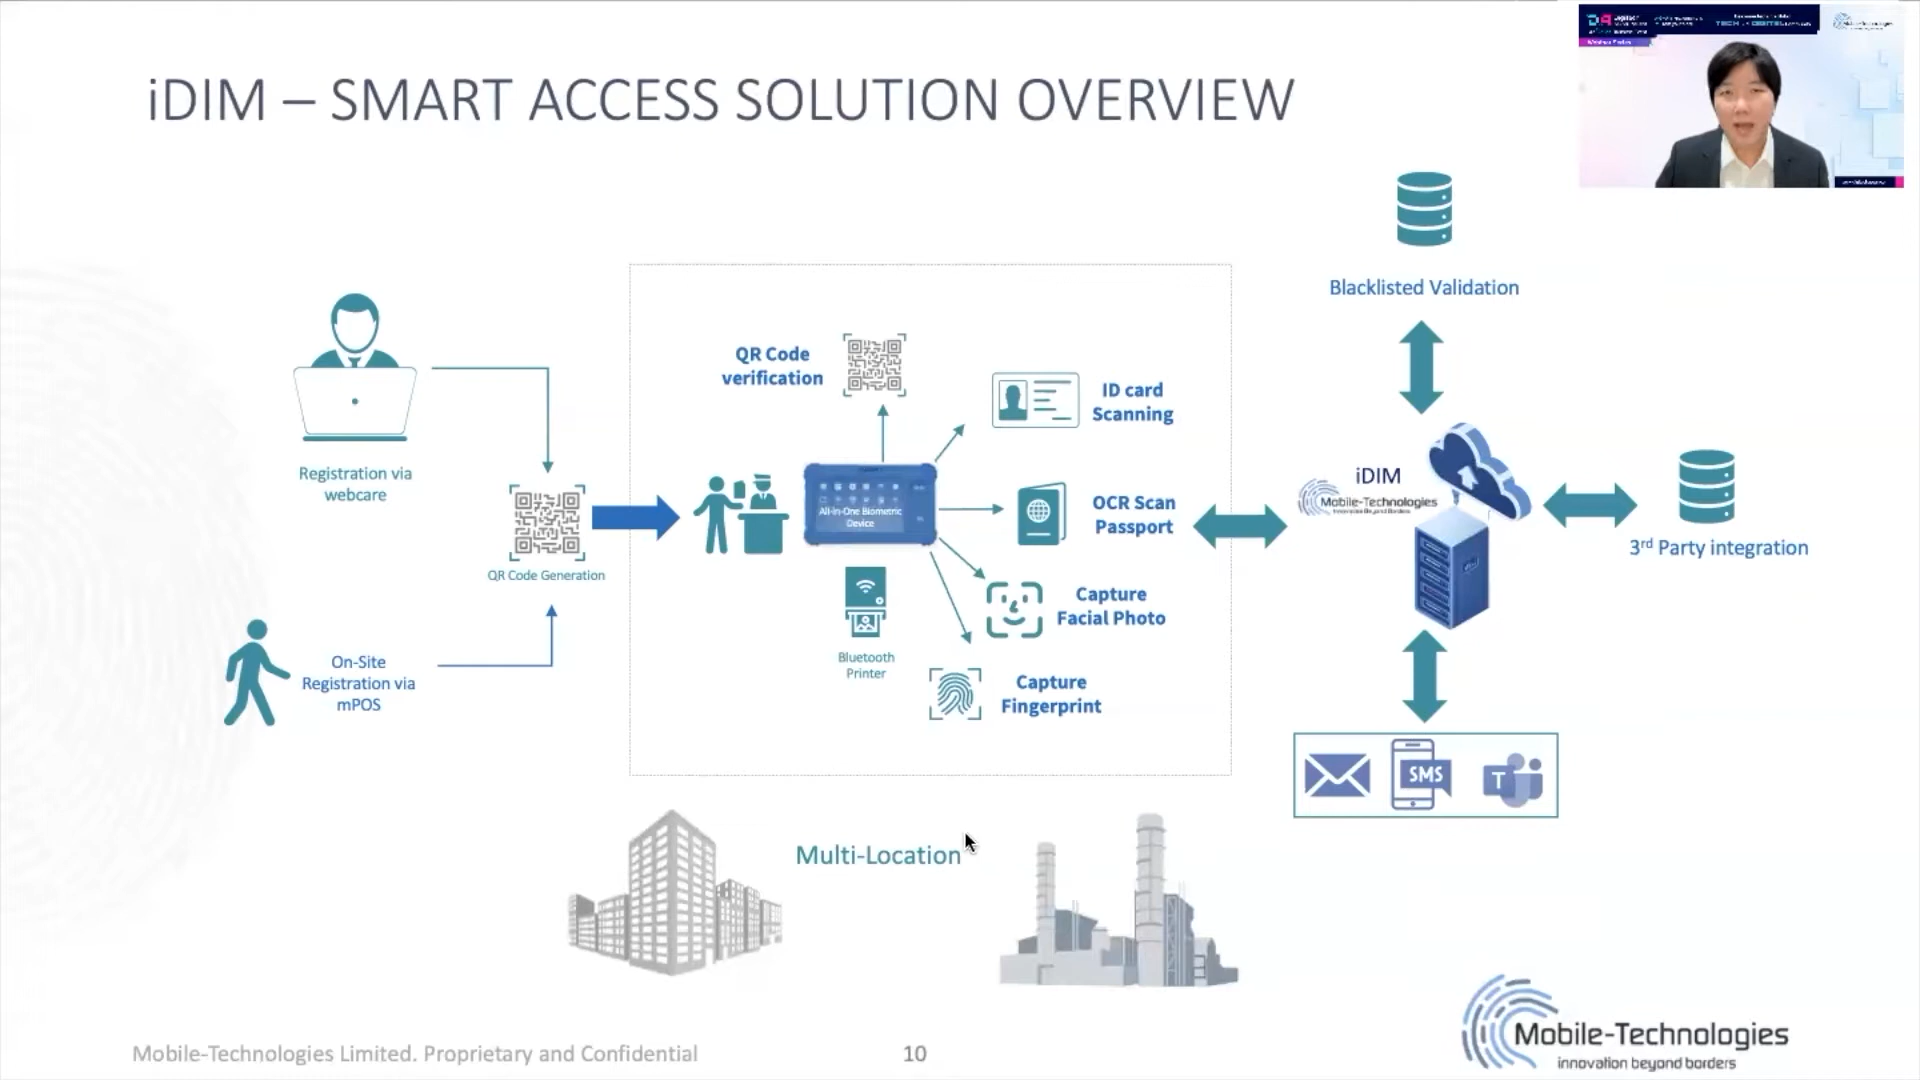 iDIM – SMART ACCESS SOLUTION OVERVIEW
Blacklisted Validation
QR Code
verification
ID card
Scanning
Registration via
webcare
All-In-One Biometric
Device
OCR Scan
Passport
iDIM
Mobile-Technologies
Innovation Beyond Borders
3rd Party integration
QR Code Generation
Capture
Facial Photo
On-Site
Registration via
mPOS
Bluetooth
Printer
Capture
Fingerprint
SMS
T
Multi-Location
Mobile-Technologies Limited. Proprietary and Confidential
10
Mobile-Technologies
innovation beyond borders